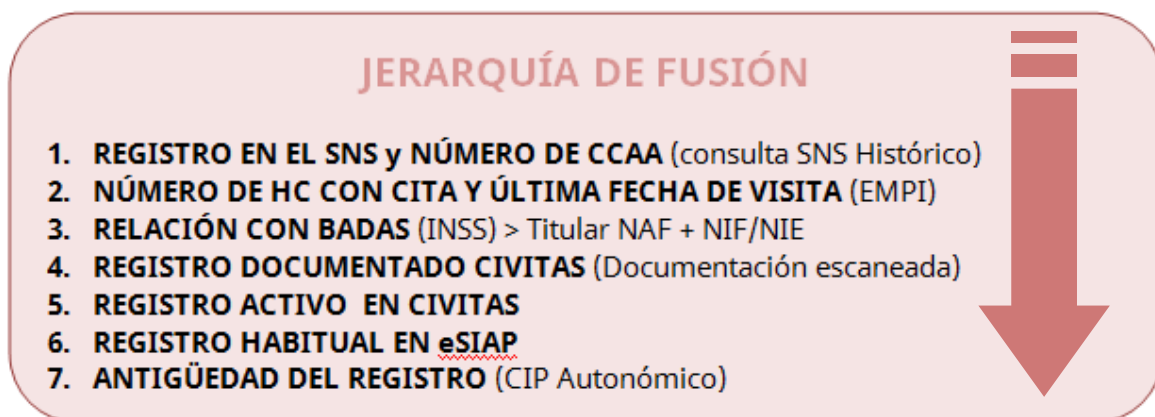 JERARQUÍA DE FUSIÓN
1. REGISTRO EN EL SNS y NÚMERO DE CCAA (consulta SNS Histórico)
2. NÚMERO DE HC CON CITA Y ÚLTIMA FECHA DE VISITA (EMPI)
3. RELACIÓN CON BADAS (INSS) > Titular NAF + NIF/NIE
4. REGISTRO DOCUMENTADO CIVITAS (Documentación escaneada)
5. REGISTRO ACTIVO EN CIVITAS
6. REGISTRO HABITUAL EN eSIAP
7. ANTIGÜEDAD DEL REGISTRO (CIP Autonómico)